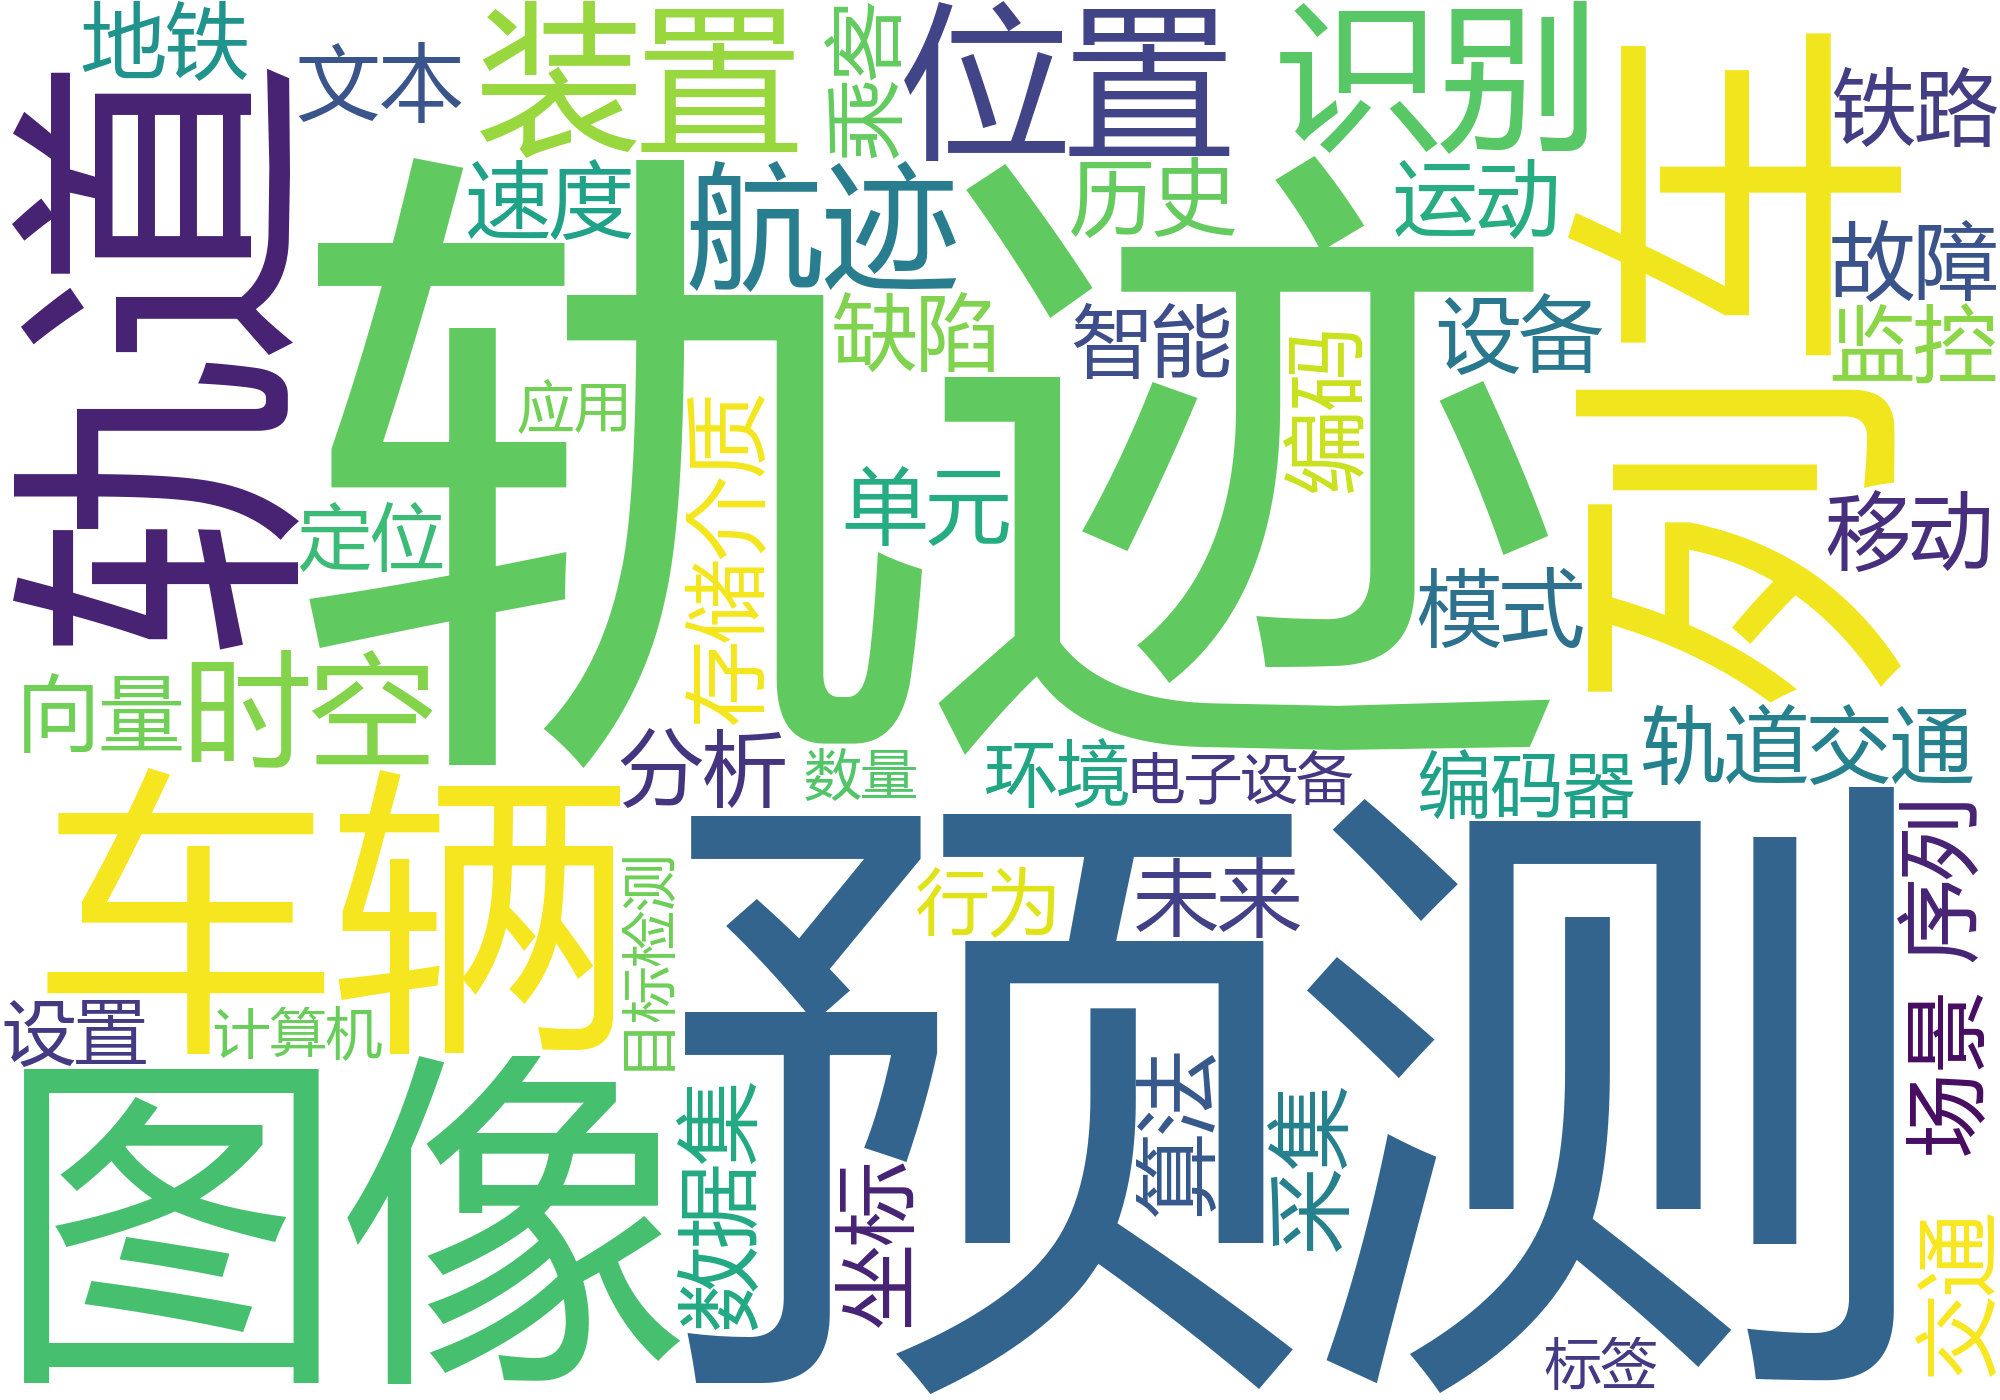 地铁
文本
装置
乘客
位置
识别
列车
铁路
轨道
速度
航迹
历史
运动
故障
轨迹
缺陷
智能
编码
设备
监控
应用
存储介质
单元
定位
模式
移动
向量
时空
分析
数量
环境
电子设备
编码器
轨道交通
车辆
预测
目标检测
行为
未来
序列
设置
计算机
场景
图像
数据集
坐标
算法
采集
交通
标签